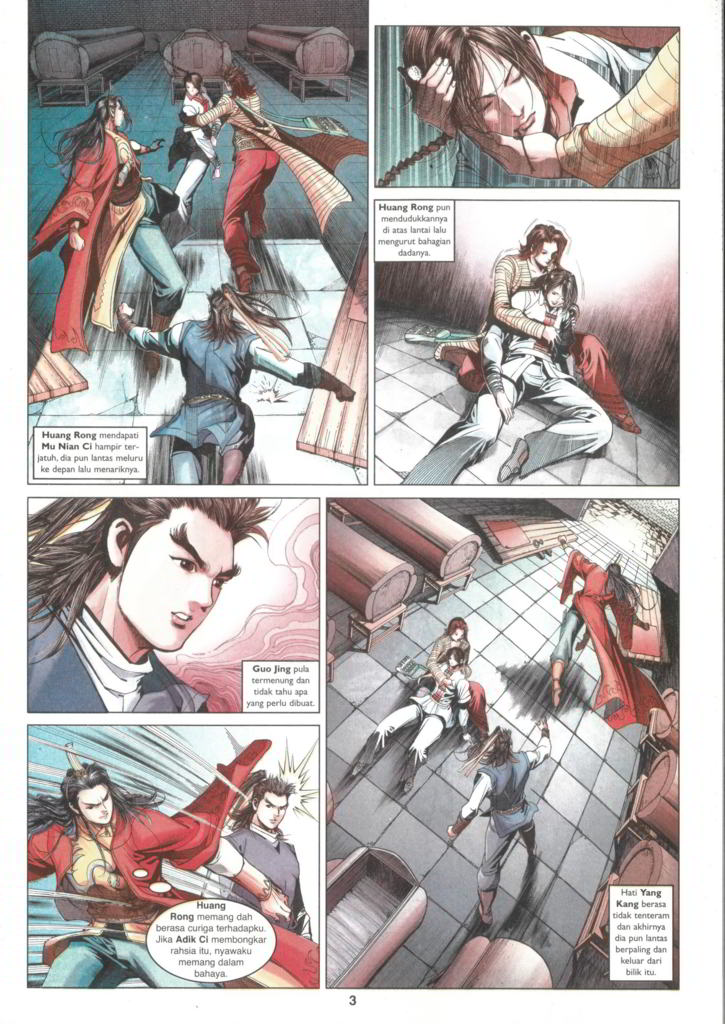 Huang Rong mendapati
Mu Nian Ci hampir ter-
jatuh, dia pun lantas meluru
ke depan lalu menariknya.
Huang Rong pun
mendudukkannya
di atas lantai lalu
mengurut bahagian
dadanya.
Guo Jing pula
termenung dan
tidak tahu apa
yang perlu dibuat.
Huang
Rong memang dah
berasa curiga terhadapku.
Jika Adik Ci membongkar
rahsia itu, nyawaku
memang dalam
bahaya.
Hati Yang
Kang berasa
tidak tenteram
dan akhirnya
dia pun lantas
berpaling dan
keluar dari
bilik itu.
3